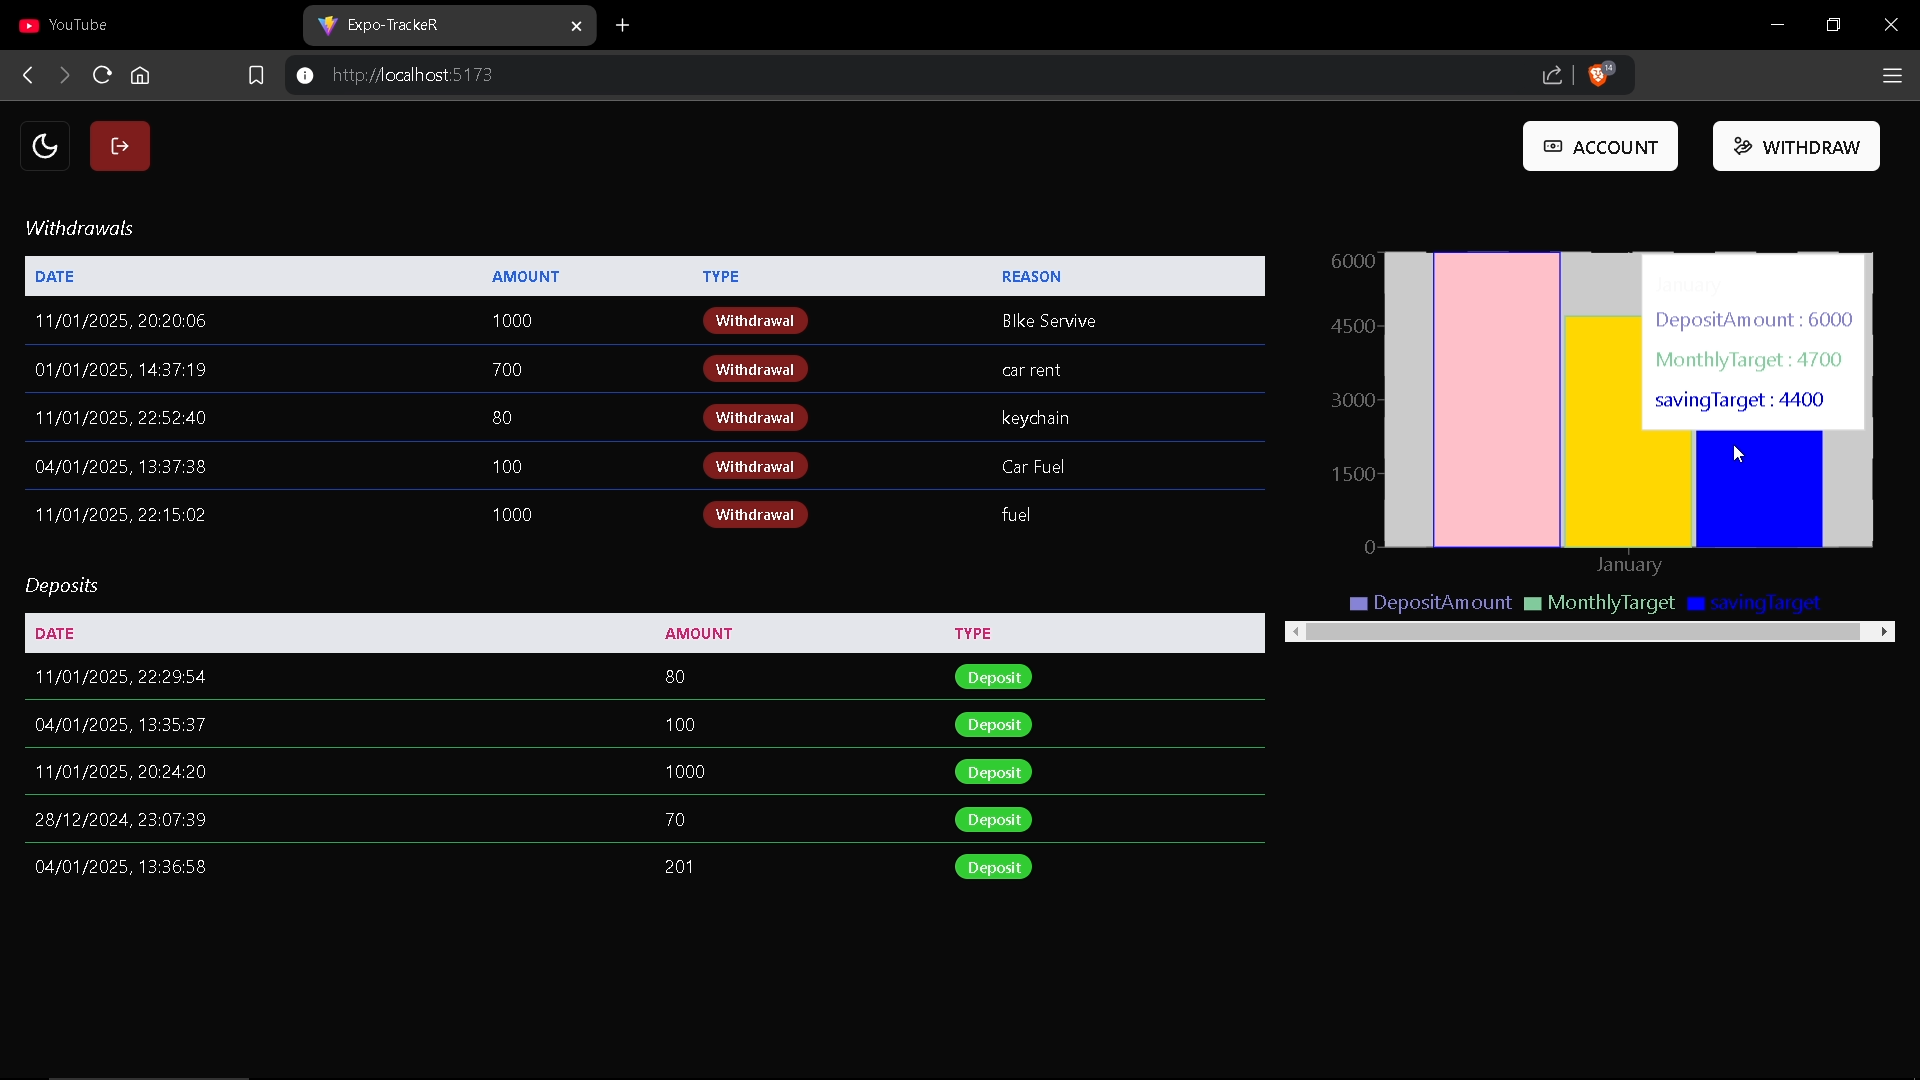 YouTube
Expo-TrackeR
http://localhost:5173
14
ACCOUNT
WITHDRAW
Withdrawals
DATE AMOUNT TYPE REASON
11/01/2025, 20:20:06 1000 Withdrawal BIke Servive
01/01/2025, 14:37:19 700 Withdrawal car rent
11/01/2025, 22:52:40 80 Withdrawal keychain
04/01/2025, 13:37:38 100 Withdrawal Car Fuel
11/01/2025, 22:15:02 1000 Withdrawal fuel
Deposits
DATE AMOUNT TYPE
11/01/2025, 22:29:54 80 Deposit
04/01/2025, 13:35:37 100 Deposit
11/01/2025, 20:24:20 1000 Deposit
28/12/2024, 23:07:39 70 Deposit
04/01/2025, 13:36:58 201 Deposit
6000
4500
3000
1500
0
January
DepositAmount : 6000
MonthlyTarget : 4700
savingTarget : 4400
January
DepositAmount MonthlyTarget savingTarget